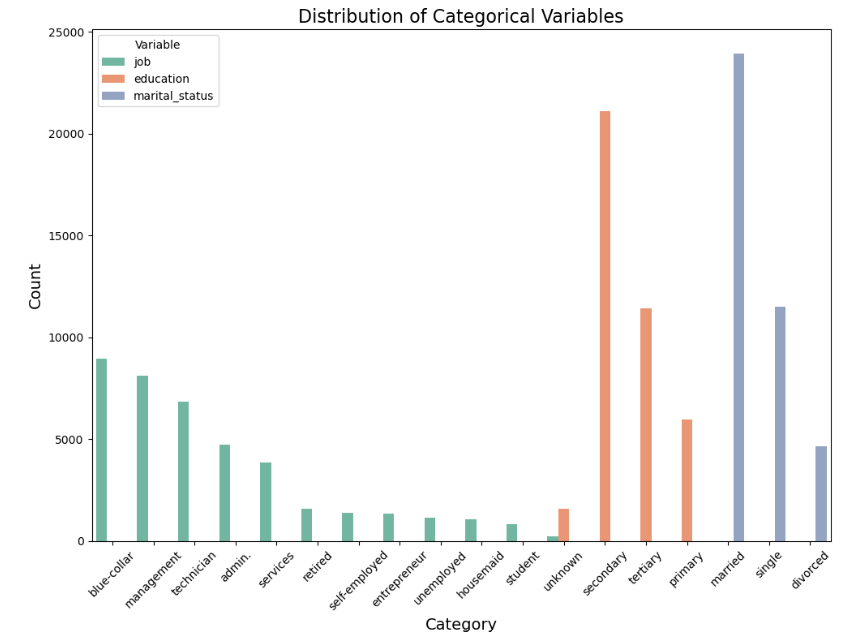 Distribution of Categorical Variables
Variable
job
education
marital_status
25000
20000
15000
10000
5000
0
Count
blue-collar
management
technician
admin.
services
retired
self-employed
entrepreneur
unemployed
housemaid
student
unknown
secondary
tertiary
primary
married
single
divorced
Category